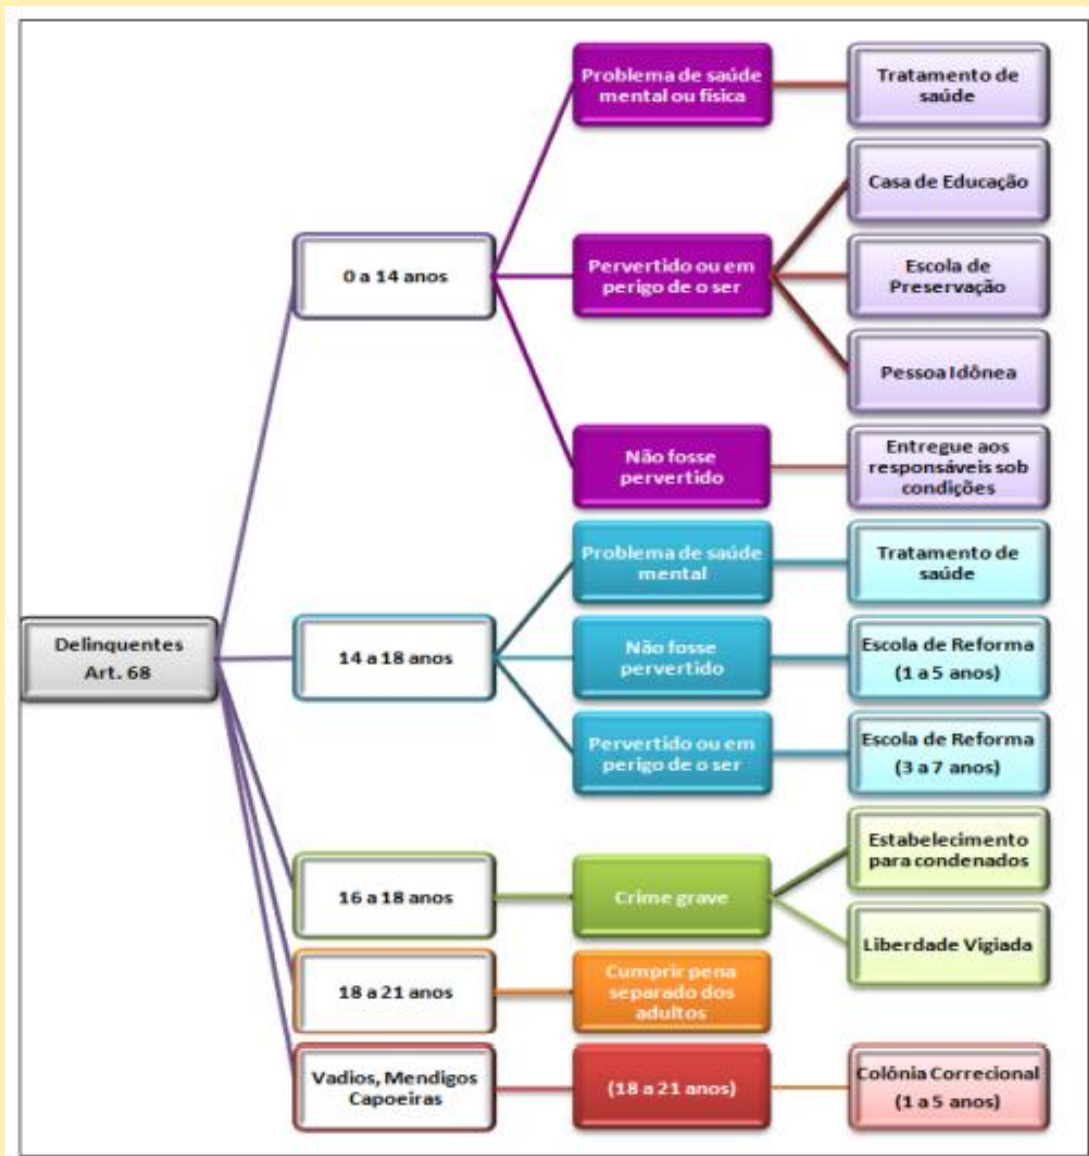 Delinquentes
Art. 68
0 a 14 anos
Problema de saúde
mental ou física
Tratamento de
saúde
Pervertido ou em
perigo de o ser
Casa de Educação
Escola de
Preservação
Pessoa Idônea
Não fosse
pervertido
Entregue aos
responsáveis sob
condições
14 a 18 anos
Problema de saúde
mental
Tratamento de
saúde
Não fosse
pervertido
Escola de Reforma
(1 a 5 anos)
Pervertido ou em
perigo de o ser
Escola de Reforma
(3 a 7 anos)
16 a 18 anos
Crime grave
Estabelecimento
para condenados
Liberdade Vigiada
18 a 21 anos
Cumprir pena
separado dos
adultos
Vadios, Mendigos
Capoeiras
(18 a 21 anos)
Colônia Correcional
(1 a 5 anos)